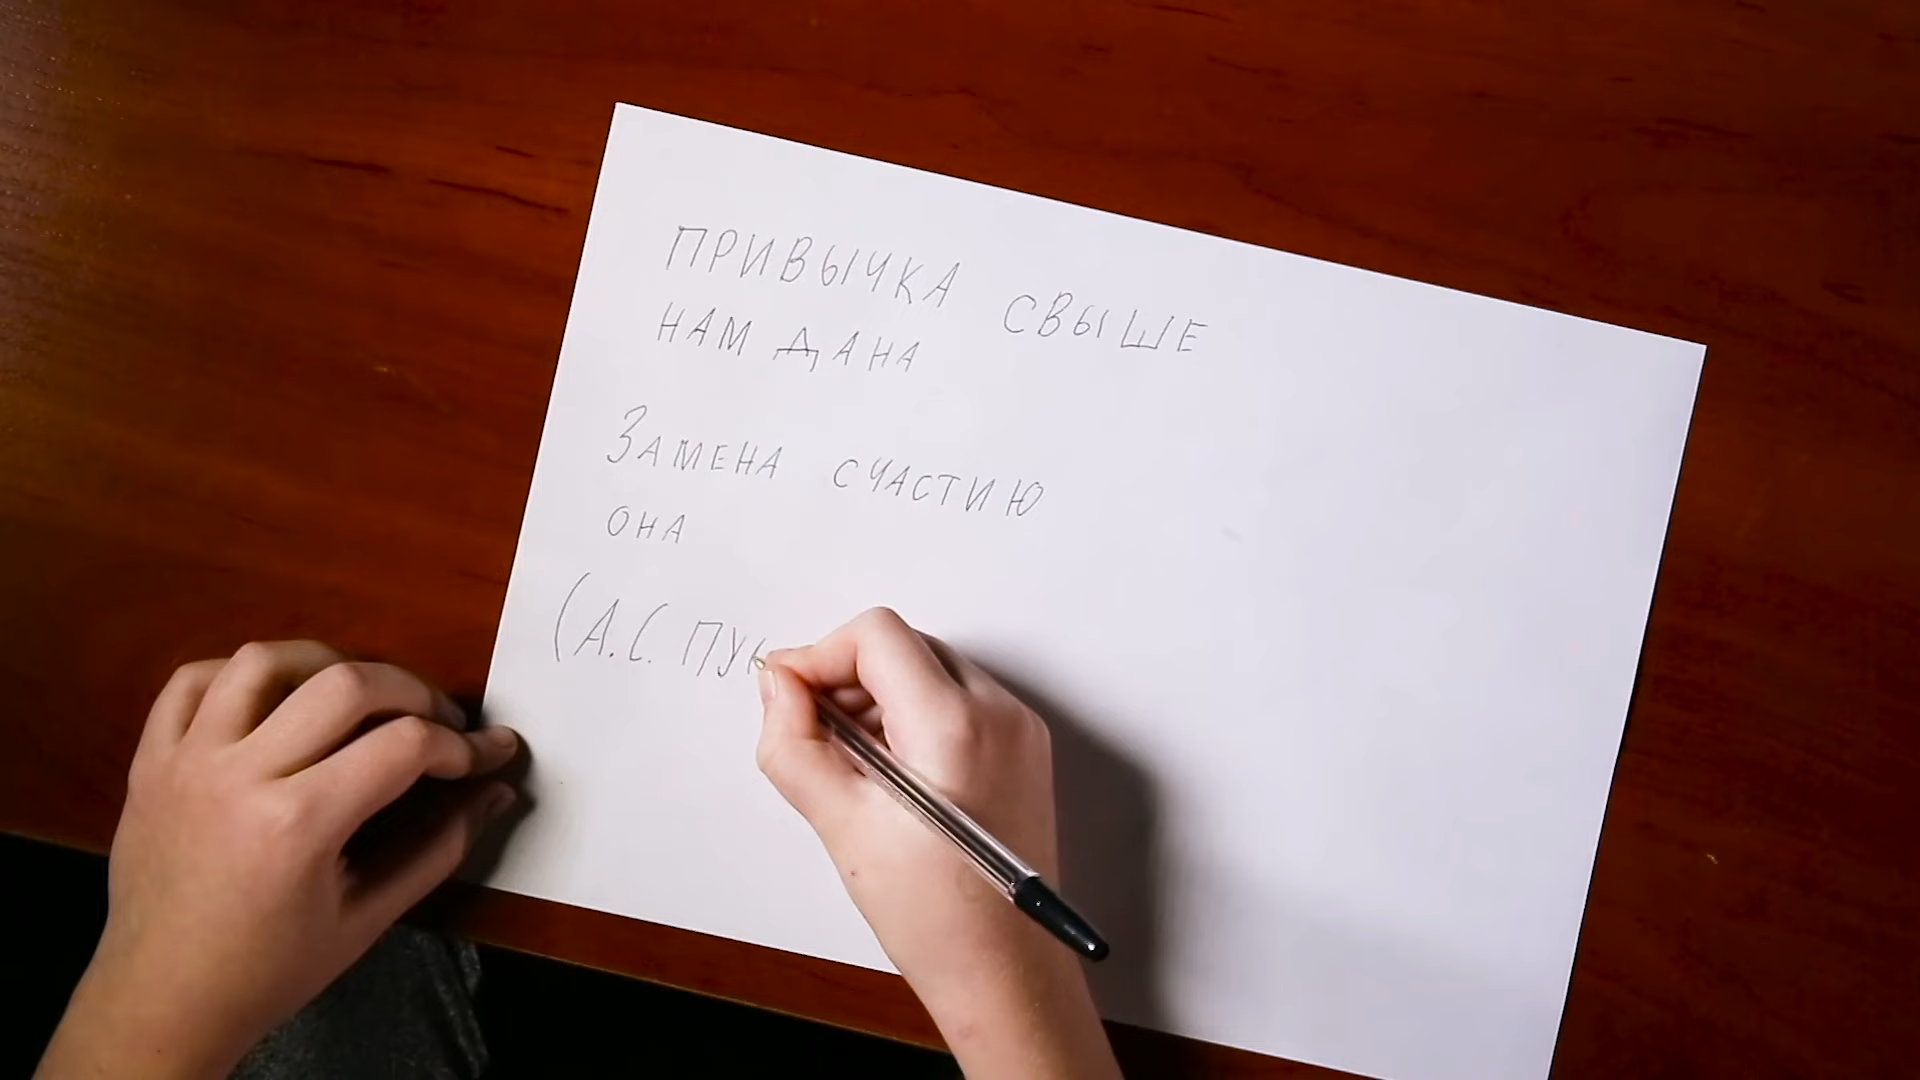 ПРИВЫЧКА СВЫШЕ
НАМ ДАНА
ЗАМЕНА СЧАСТИЮ
ОНА
(А.С.